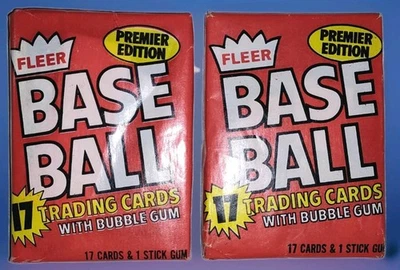 FLEER
PREMIER
EDITION
BASE
BALL
17 TRADING CARDS
WITH BUBBLE GUM
17 CARDS & 1 STICK GUM
FLEER
PREMIER
EDITION
BASE
BALL
17 TRADING CARDS
WITH BUBBLE GUM
17 CARDS & 1 STICK GU